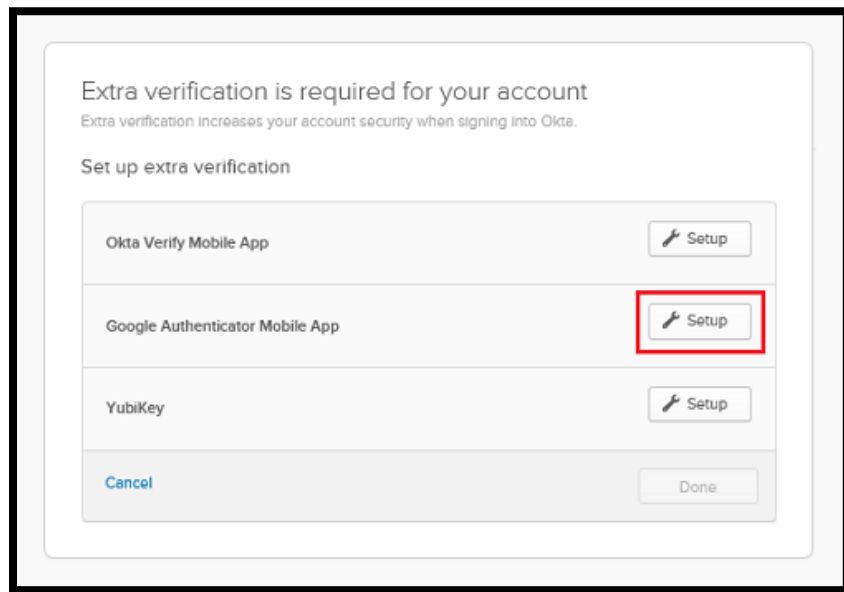 Extra verification is required for your account
Extra verification increases your account security when signing into Okta.
Set up extra verification
Okta Verify Mobile App
Setup
Google Authenticator Mobile App
Setup
YubiKey
Setup
Cancel
Done